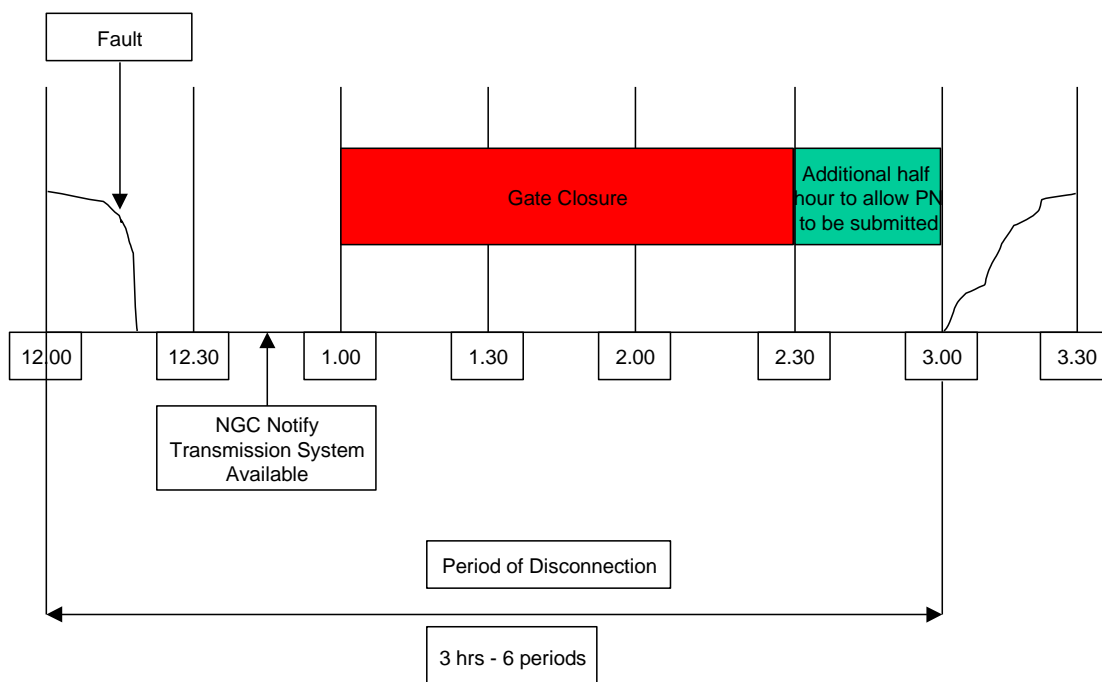 Fault
Gate Closure
Additional half
hour to allow PN
to be submitted
12.00
12.30
1.00
1.30
2.00
2.30
3.00
3.30
NGC Notify
Transmission System
Available
Period of Disconnection
3 hrs - 6 periods